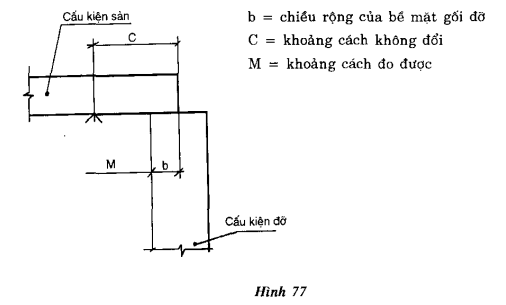 Cấu kiện sàn
C
b = chiều rộng của bề mặt gối đỡ
C = khoảng cách không đổi
M = khoảng cách đo được
M
b
Cấu kiện đỡ
Hình 77